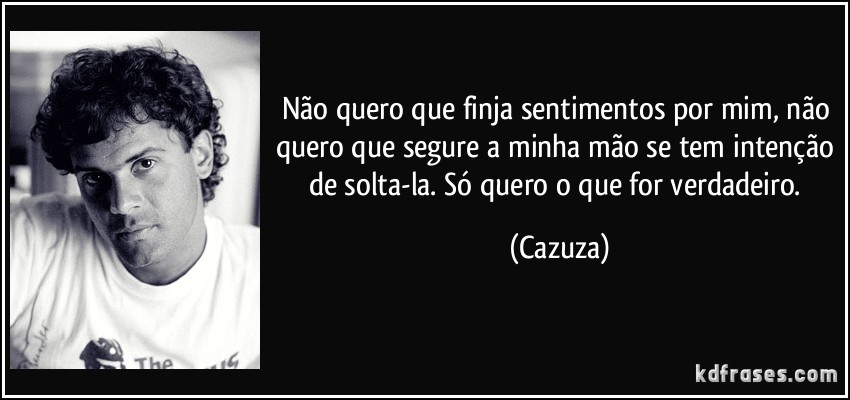 Não quero que finja sentimentos por mim, não
quero que segure a minha mão se tem intenção
de solta-la. Só quero o que for verdadeiro.
(Cazuza)
The
kdfrases.com